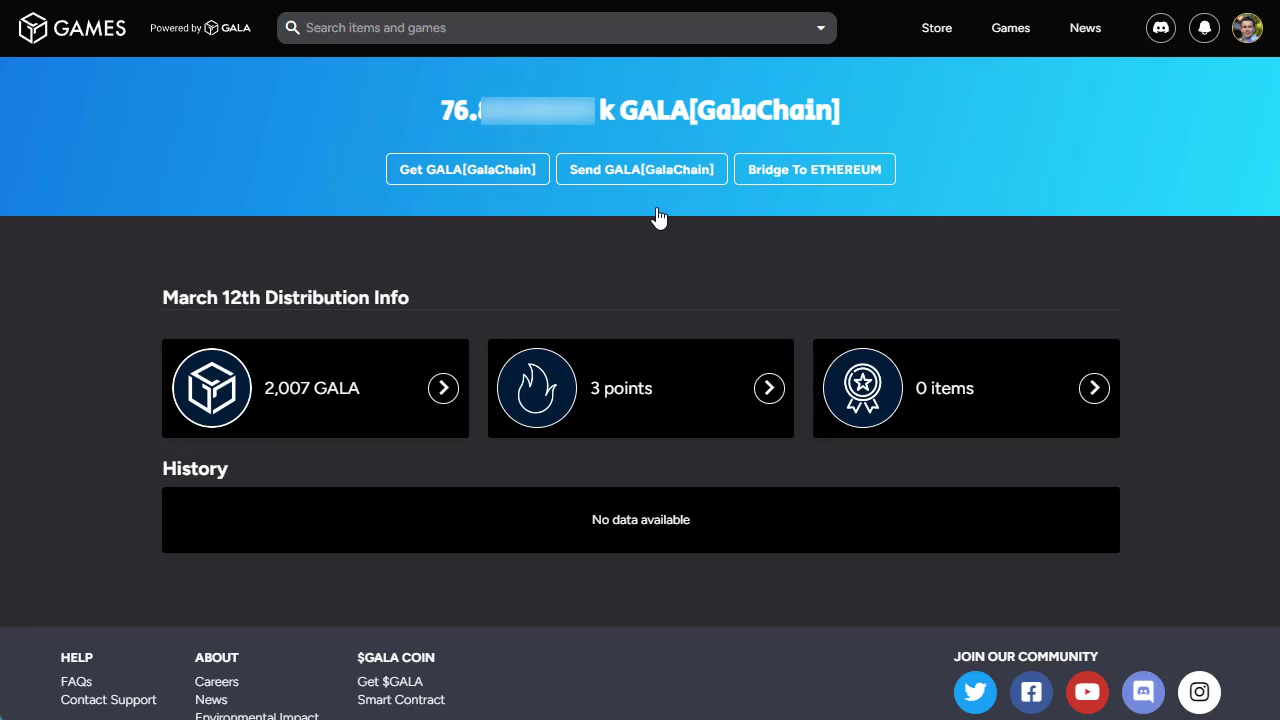 GAMES
Powered by GALA
Search items and games
Store
Games
News
76. k GALA[GalaChain]
Get GALA[GalaChain]
Send GALA[GalaChain]
Bridge To ETHEREUM
March 12th Distribution Info
2,007 GALA
3 points
0 items
History
No data available
HELP
FAQs
Contact Support
ABOUT
Careers
News
Environmental Impact
$GALA COIN
Get $GALA
Smart Contract
JOIN OUR COMMUNITY